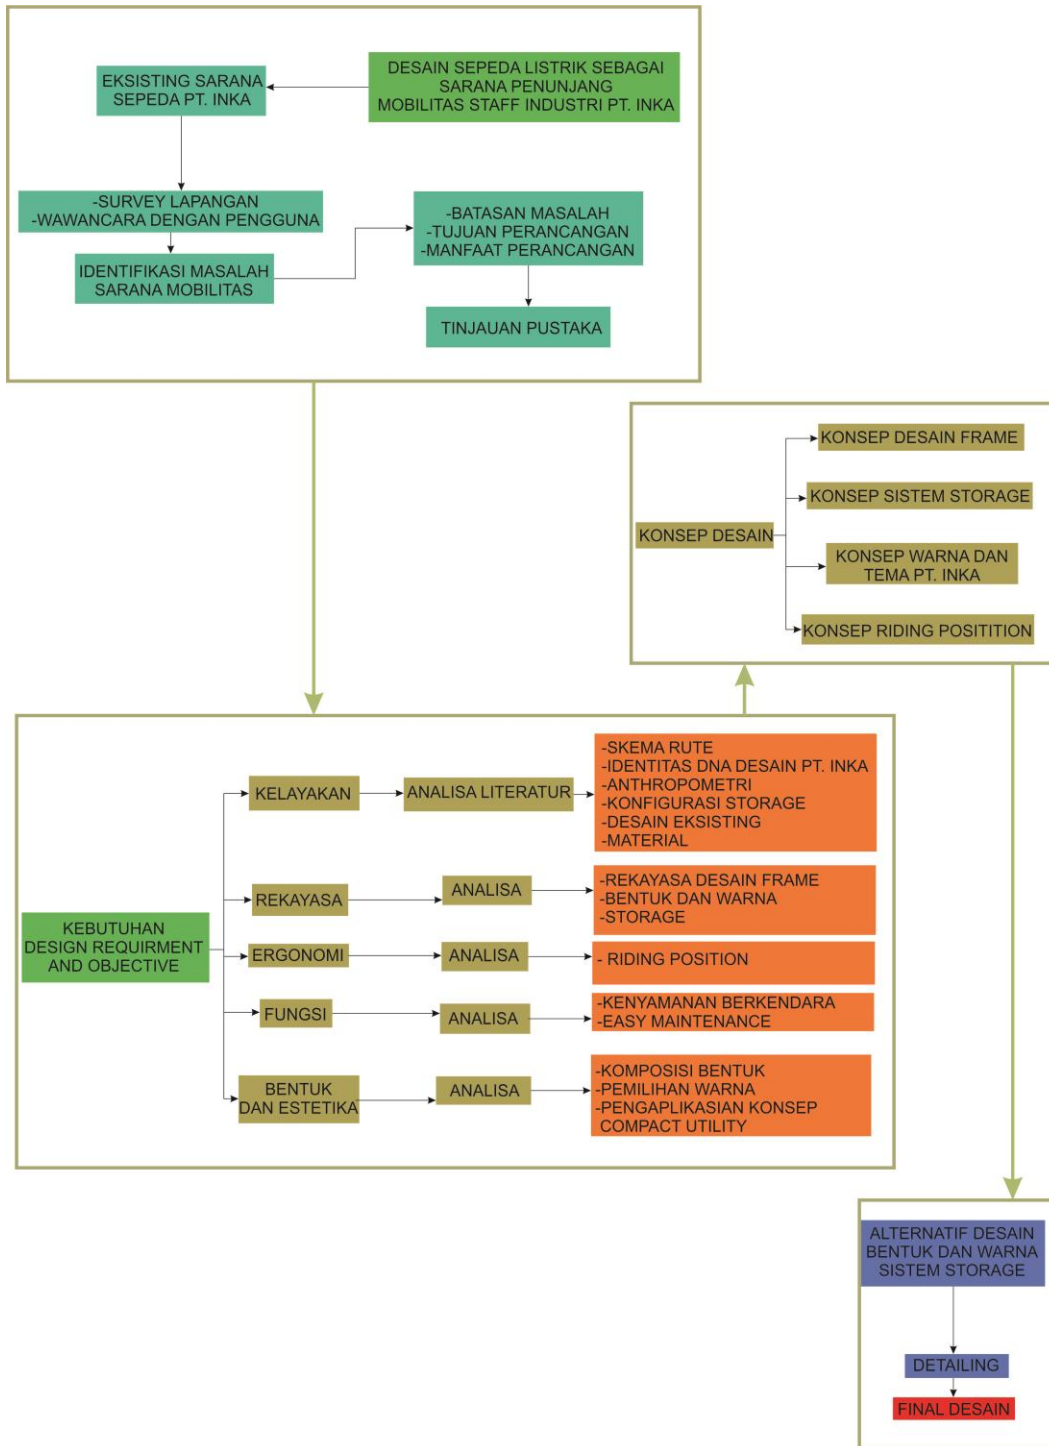 DESAIN SEPEDA LISTRIK SEBAGAI
SARANA PENUNJANG
MOBILITAS STAFF INDUSTRI PT. INKA
EKSISTING SARANA
SEPEDA PT. INKA
-SURVEY LAPANGAN
-WAWANCARA DENGAN PENGGUNA
IDENTIFIKASI MASALAH
SARANA MOBILITAS
-BATASAN MASALAH
-TUJUAN PERANCANGAN
-MANFAAT PERANCANGAN
TINJAUAN PUSTAKA
KEBUTUHAN
DESIGN REQUIRMENT
AND OBJECTIVE
KELAYAKAN
ANALISA LITERATUR
-SKEMA RUTE
-IDENTITAS DNA DESAIN PT. INKA
-ANTHROPOMETRI
-KONFIGURASI STORAGE
-DESAIN EKSISTING
-MATERIAL
REKAYASA
ANALISA
-REKAYASA DESAIN FRAME
-BENTUK DAN WARNA
-STORAGE
ERGONOMI
ANALISA
- RIDING POSITION
FUNGSI
ANALISA
-KENYAMANAN BERKENDARA
-EASY MAINTENANCE
BENTUK
DAN ESTETIKA
ANALISA
-KOMPOSISI BENTUK
-PEMILIHAN WARNA
-PENGAPLIKASIAN KONSEP
COMPACT UTILITY
KONSEP DESAIN
KONSEP DESAIN FRAME
KONSEP SISTEM STORAGE
KONSEP WARNA DAN
TEMA PT. INKA
KONSEP RIDING POSITITION
ALTERNATIF DESAIN
BENTUK DAN WARNA
SISTEM STORAGE
DETAILING
FINAL DESAIN